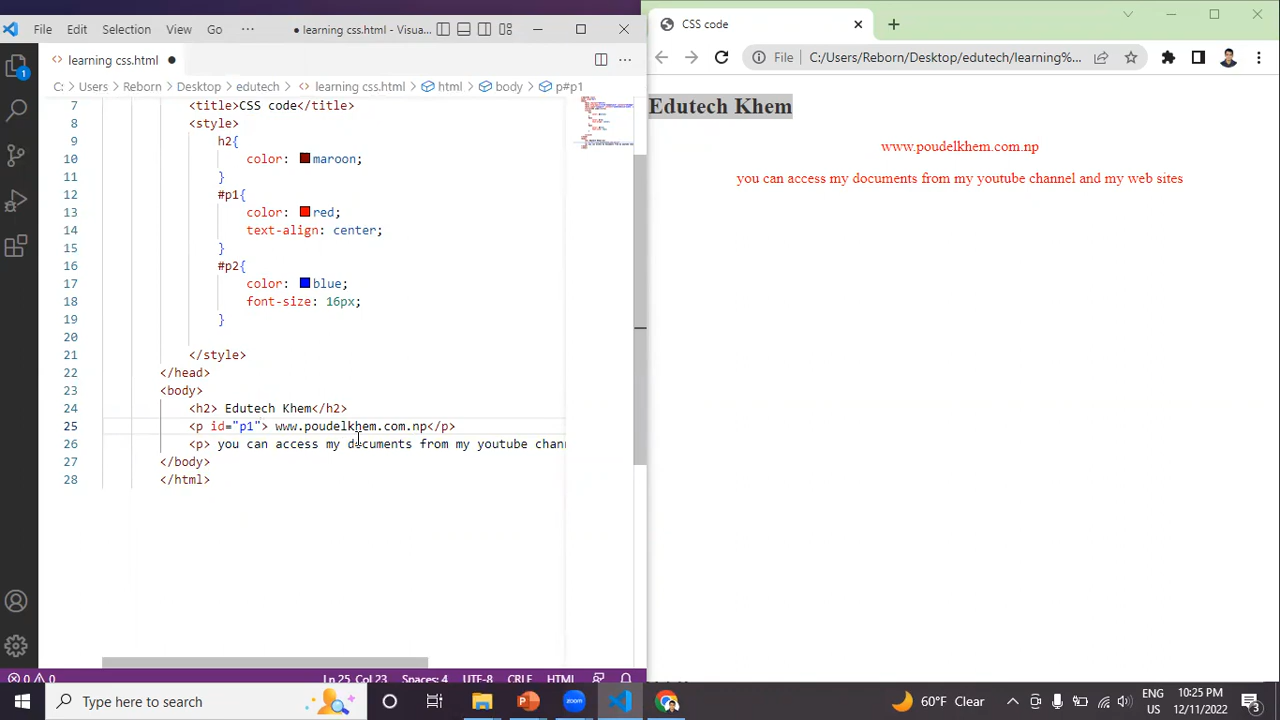 File Edit Selection View Go ··· ● learning css.html - Visua...
learning css.html ●
C: > Users > Reborn > Desktop > edutech > learning css.html > html > body > p#p1
7 <title>CSS code</title>
8 <style>
9 h2{
10 color: maroon;
11 }
12 #p1{
13 color: red;
14 text-align: center;
15 }
16 #p2{
17 color: blue;
18 font-size: 16px;
19 }
20
21 </style>
22 </head>
23 <body>
24 <h2> Edutech Khem</h2>
25 <p id="p1"> www.poudelkhem.com.np</p>
26 <p> you can access my documents from my youtube chann
27 </body>
28 </html>
1
0 0 Ln 25, Col 23 Spaces: 4 UTF-8 CRLF HTML
CSS code
File C:/Users/Reborn/Desktop/edutech/learning%...
Edutech Khem
www.poudelkhem.com.np
you can access my documents from my youtube channel and my web sites
Type here to search
zoom
60°F Clear
ENG
US
10:25 PM
12/11/2022
3